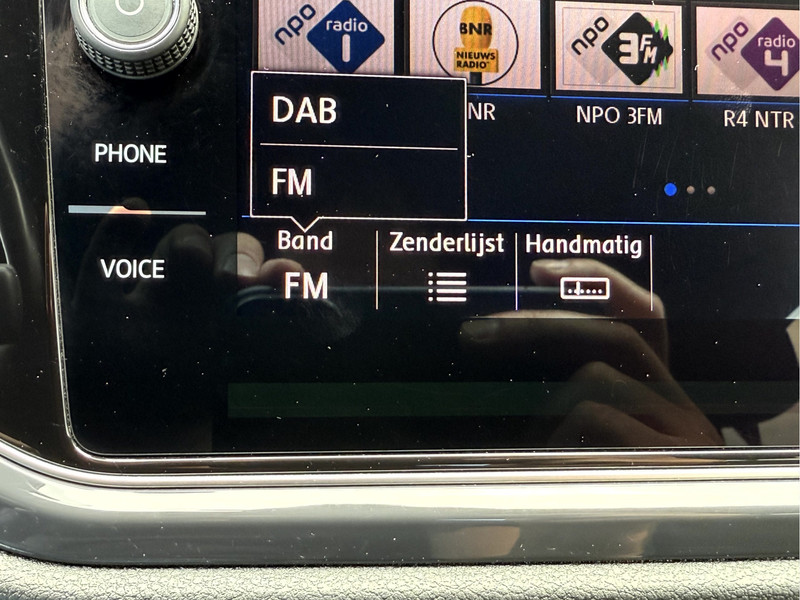 npo radio 1
BNR NIEUWS RADIO
npo 3FM
npo radio 4
NR
NPO 3FM
R4 NTR
DAB
FM
PHONE
VOICE
Band
FM
Zenderlijst
Handmatig